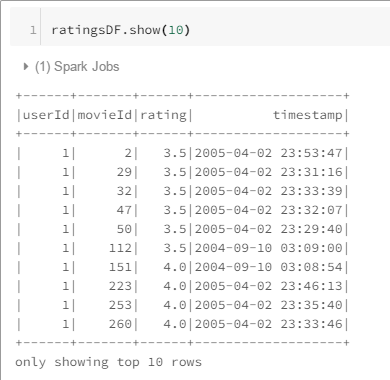 1 ratingsDF.show(10)
(1) Spark Jobs
+------+-------+------+-------------------+
|userId|movieId|rating|          timestamp|
+------+-------+------+-------------------+
|     1|      2|   3.5|2005-04-02 23:53:47|
|     1|     29|   3.5|2005-04-02 23:31:16|
|     1|     32|   3.5|2005-04-02 23:33:39|
|     1|     47|   3.5|2005-04-02 23:32:07|
|     1|     50|   3.5|2005-04-02 23:29:40|
|     1|    112|   3.5|2004-09-10 03:09:00|
|     1|    151|   4.0|2004-09-10 03:08:54|
|     1|    223|   4.0|2005-04-02 23:46:13|
|     1|    253|   4.0|2005-04-02 23:35:40|
|     1|    260|   4.0|2005-04-02 23:33:46|
+------+-------+------+-------------------+
only showing top 10 rows